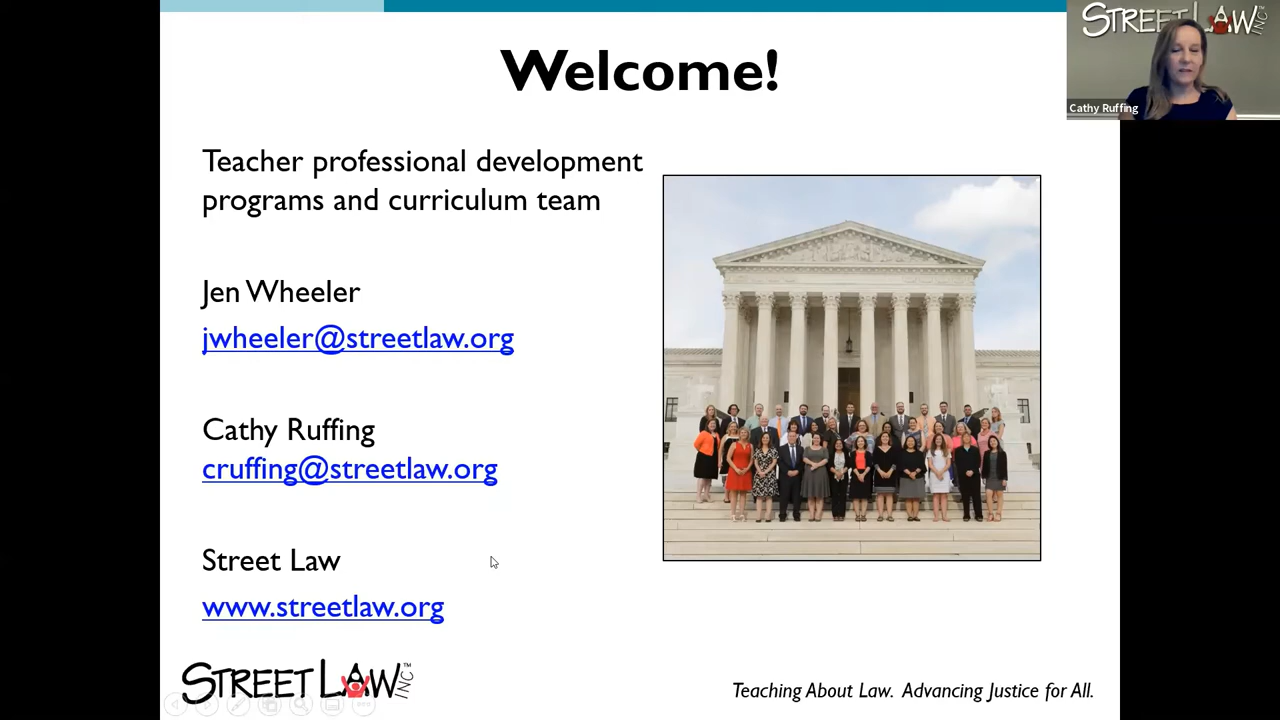 Welcome!
STREET LAW INC
Cathy Ruffing
Teacher professional development
programs and curriculum team
Jen Wheeler
jwheeler@streetlaw.org
Cathy Ruffing
cruffing@streetlaw.org
Street Law
www.streetlaw.org
STREET LAW INC™
Teaching About Law. Advancing Justice for All.